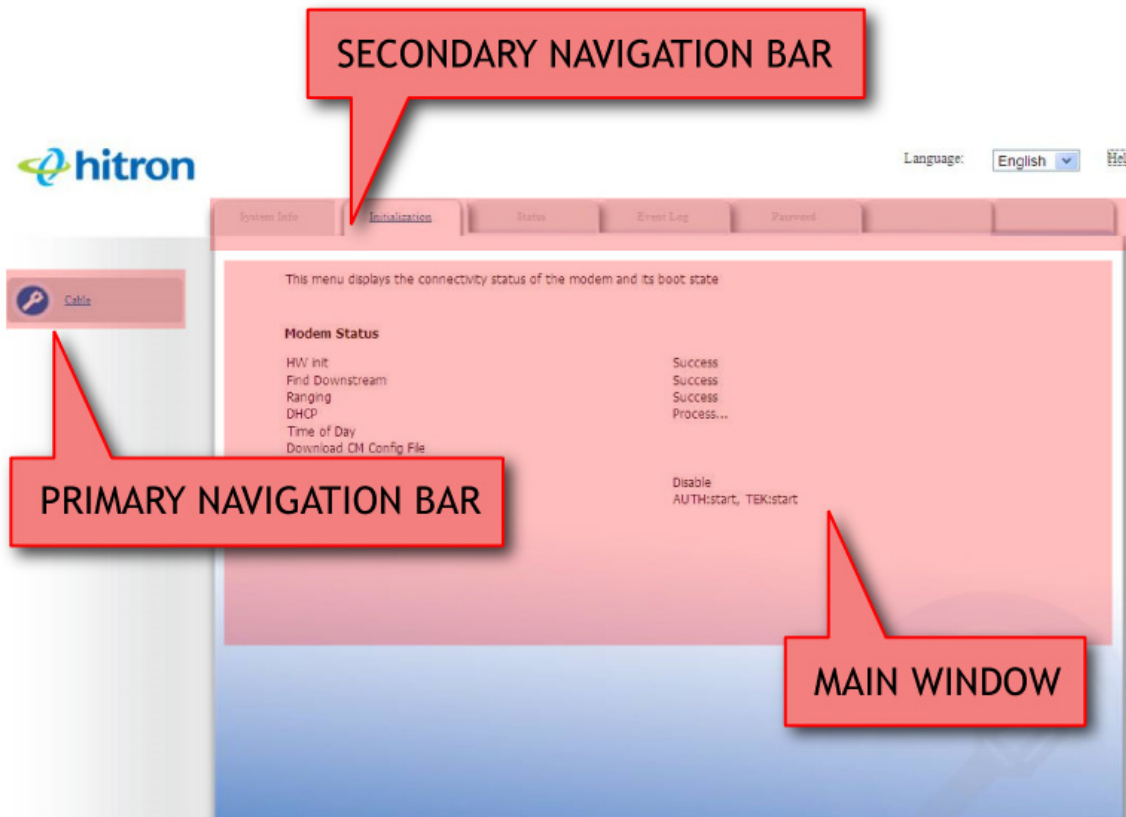 SECONDARY NAVIGATION BAR
hitron
Language: English Hel
System Info Initialization Status Event Log Password
Cable
This menu displays the connectivity status of the modem and its boot state
Modem Status
HW init Success
Find Downstream Success
Ranging Success
DHCP Process...
Time of Day
Download CM Config File
Disable
AUTH:start, TEK:start
PRIMARY NAVIGATION BAR
MAIN WINDOW